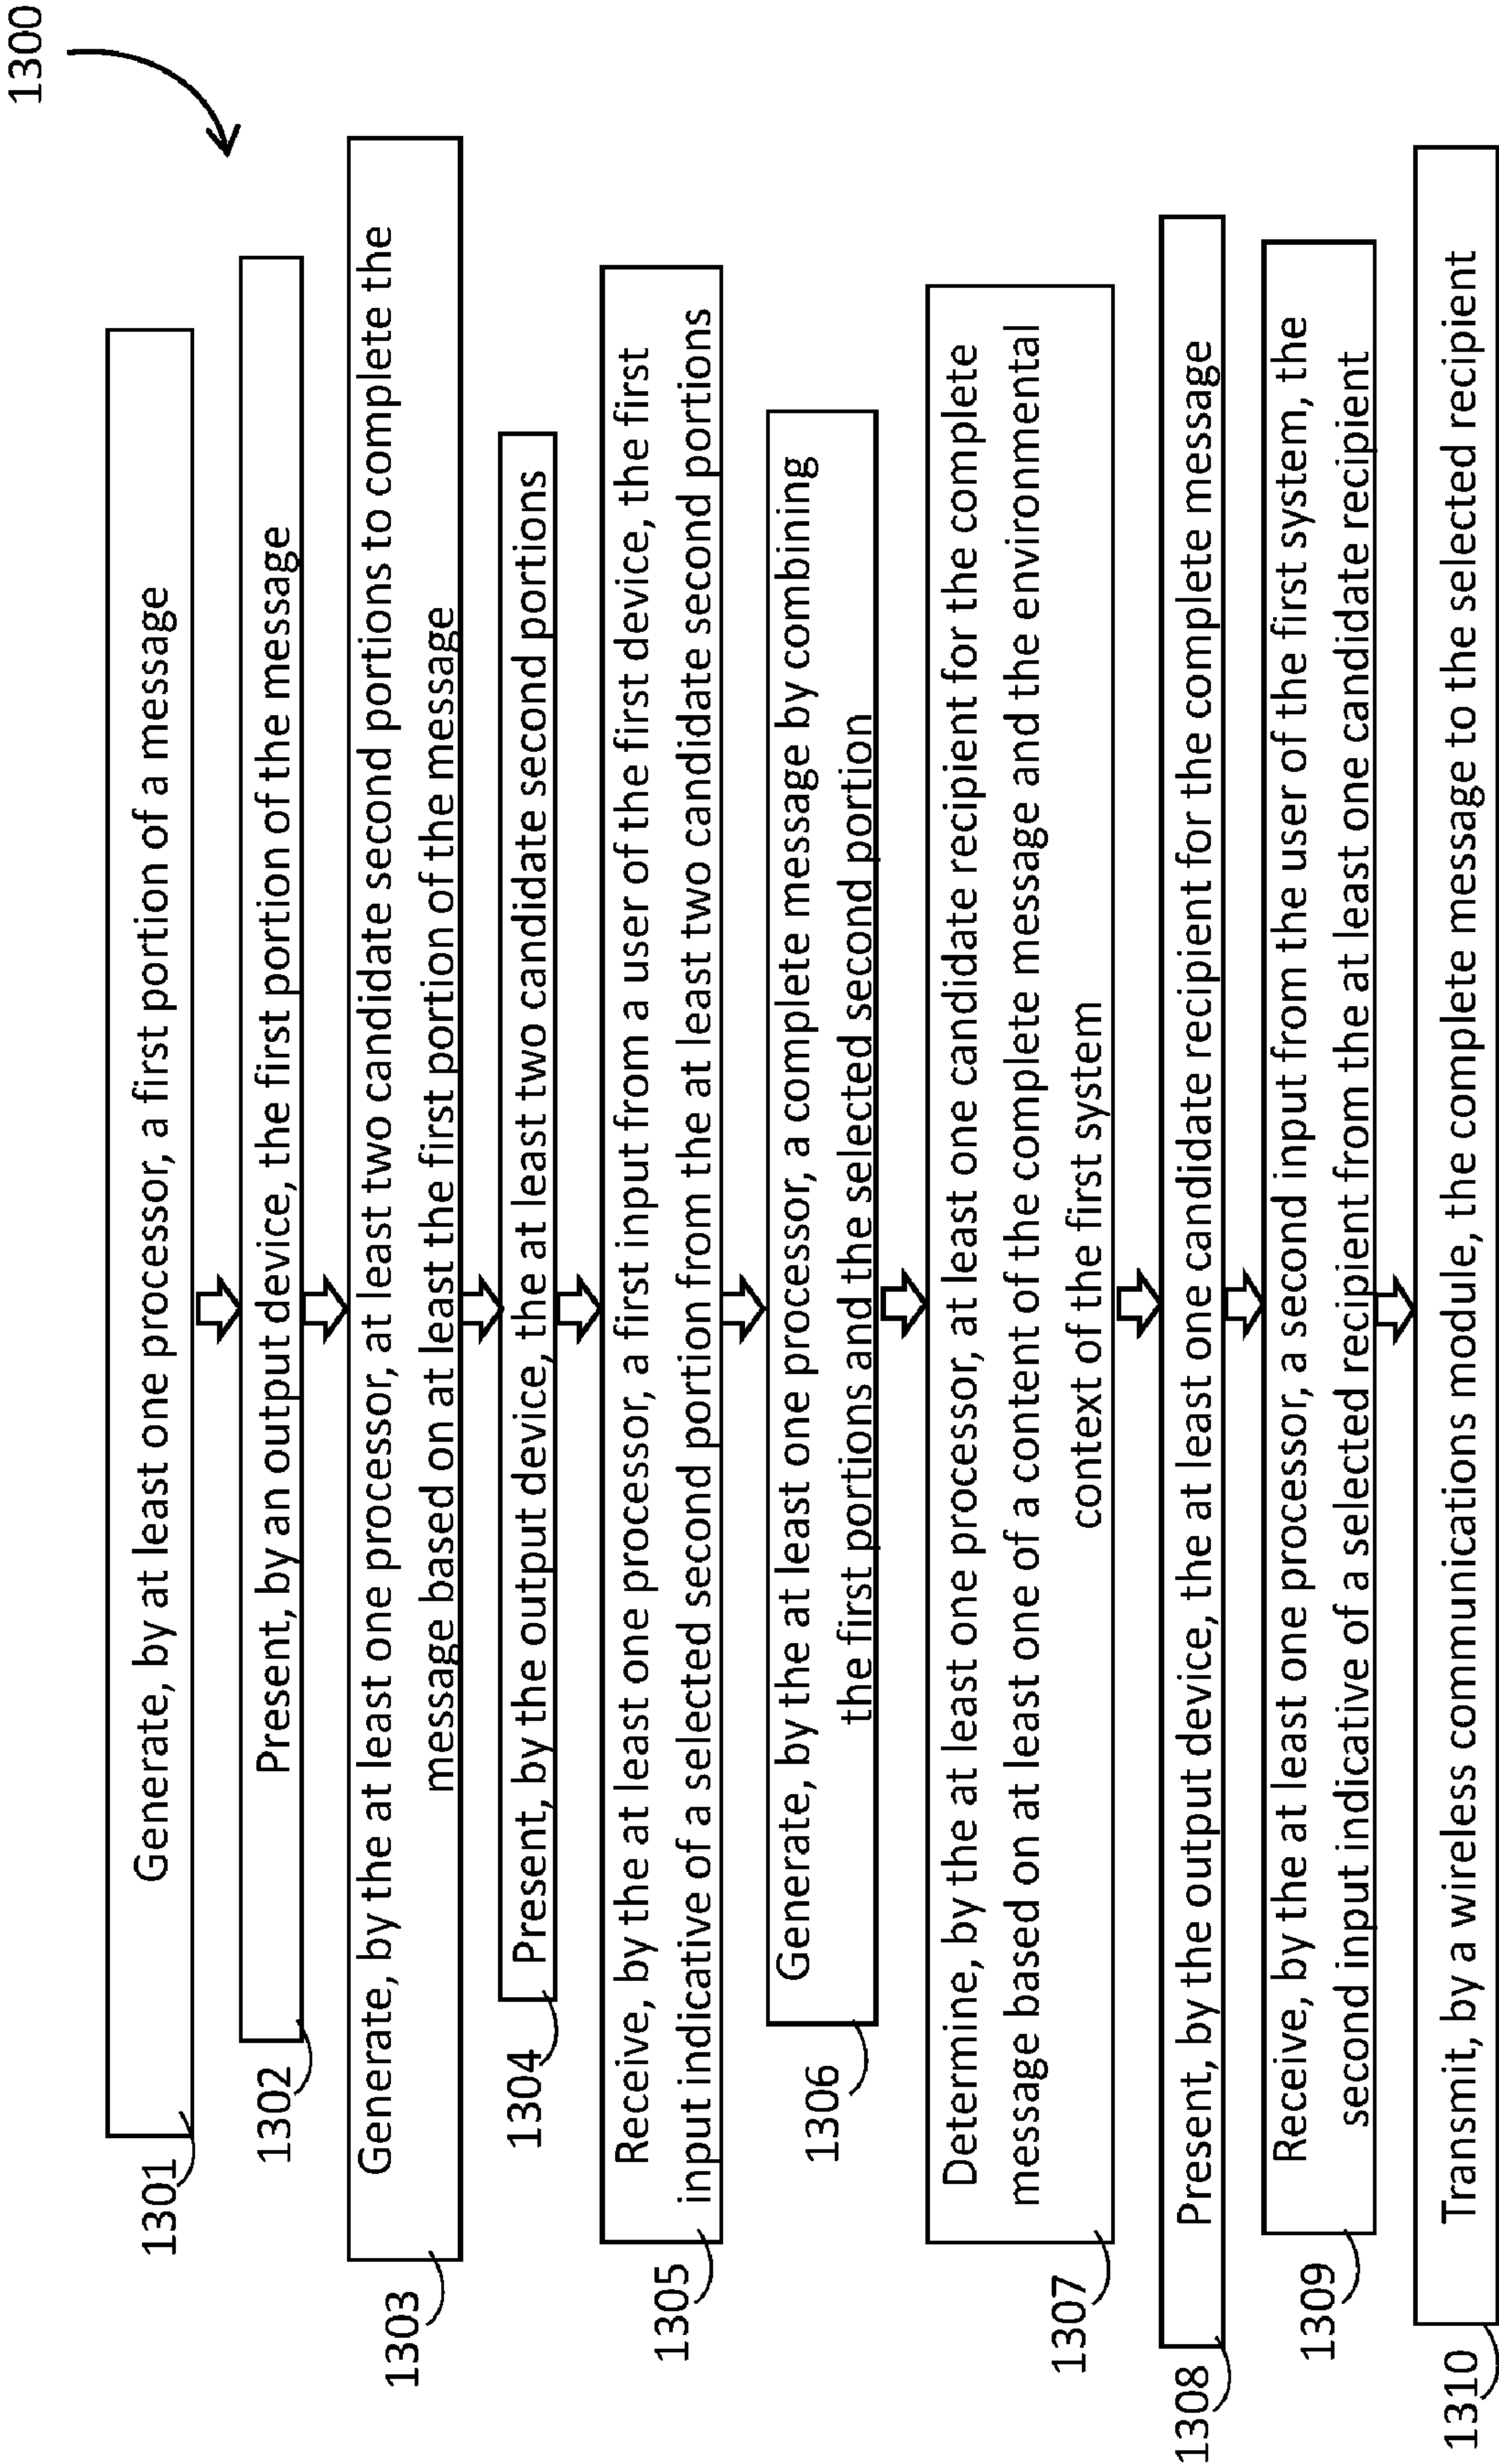 1300
1301
Generate, by at least one processor, a first portion of a message
1302
Present, by an output device, the first portion of the message
1303
Generate, by the at least one processor, at least two candidate second portions to complete the
message based on at least the first portion of the message
1304
Present, by the output device, the at least two candidate second portions
1305
Receive, by the at least one processor, a first input from a user of the first device, the first
input indicative of a selected second portion from the at least two candidate second portions
1306
Generate, by the at least one processor, a complete message by combining
the first portions and the selected second portion
1307
Determine, by the at least one processor, at least one candidate recipient for the complete
message based on at least one of a content of the complete message and the environmental
context of the first system
1308
Present, by the output device, the at least one candidate recipient for the complete message
1309
Receive, by the at least one processor, a second input from the user of the first system, the
second input indicative of a selected recipient from the at least one candidate recipient
1310
Transmit, by a wireless communications module, the complete message to the selected recipient